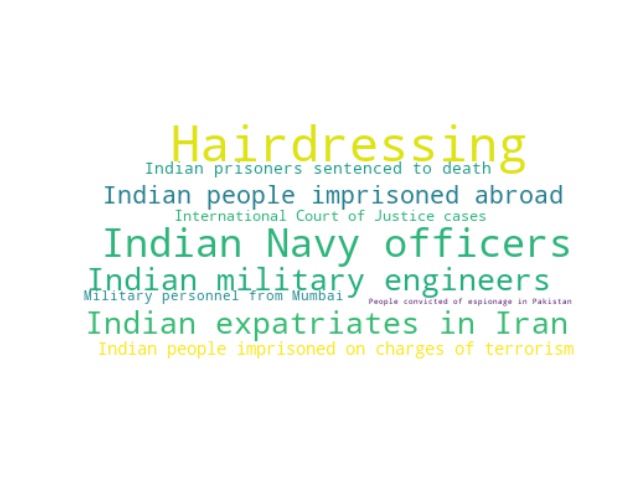 Hairdressing
Indian prisoners sentenced to death
Indian people imprisoned abroad
International Court of Justice cases
Indian Navy officers
Indian military engineers
Military personnel from Mumbai
People convicted of espionage in Pakistan
Indian expatriates in Iran
Indian people imprisoned on charges of terrorism